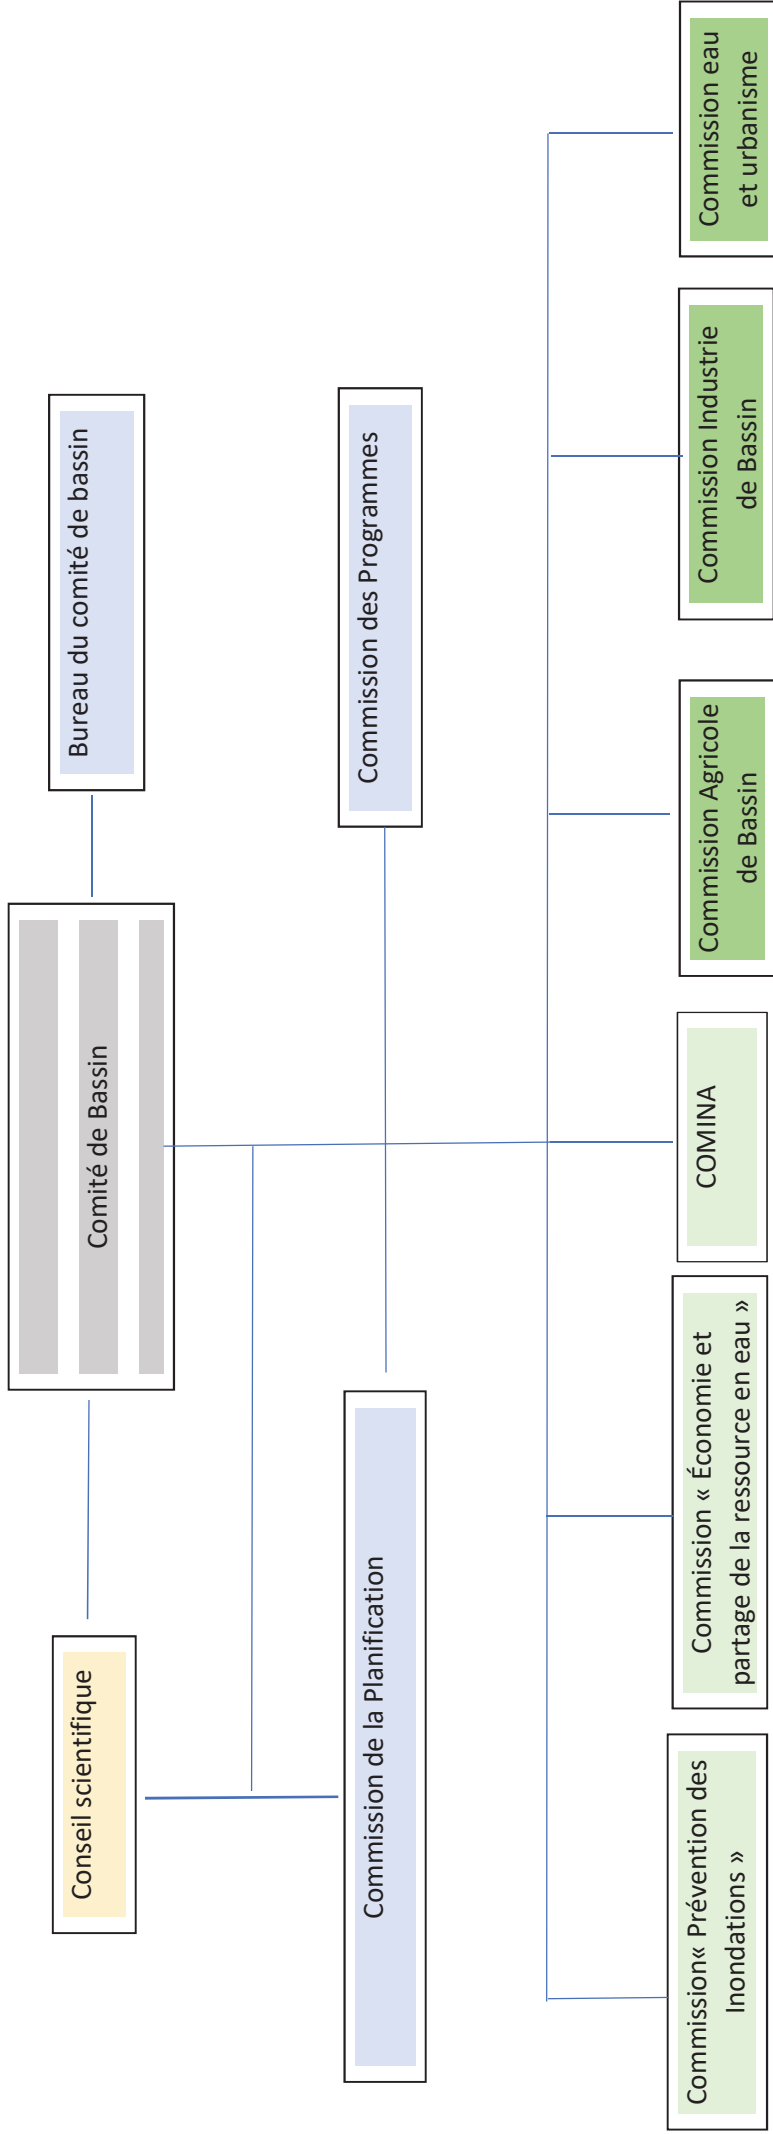 Conseil scientifique
Comité de Bassin
Bureau du comité de bassin
Commission de la Planification
Commission des Programmes
Commission« Prévention des
Inondations »
Commission « Économie et
partage de la ressource en eau »
COMINA
Commission Agricole
de Bassin
Commission Industrie
de Bassin
Commission eau
et urbanisme